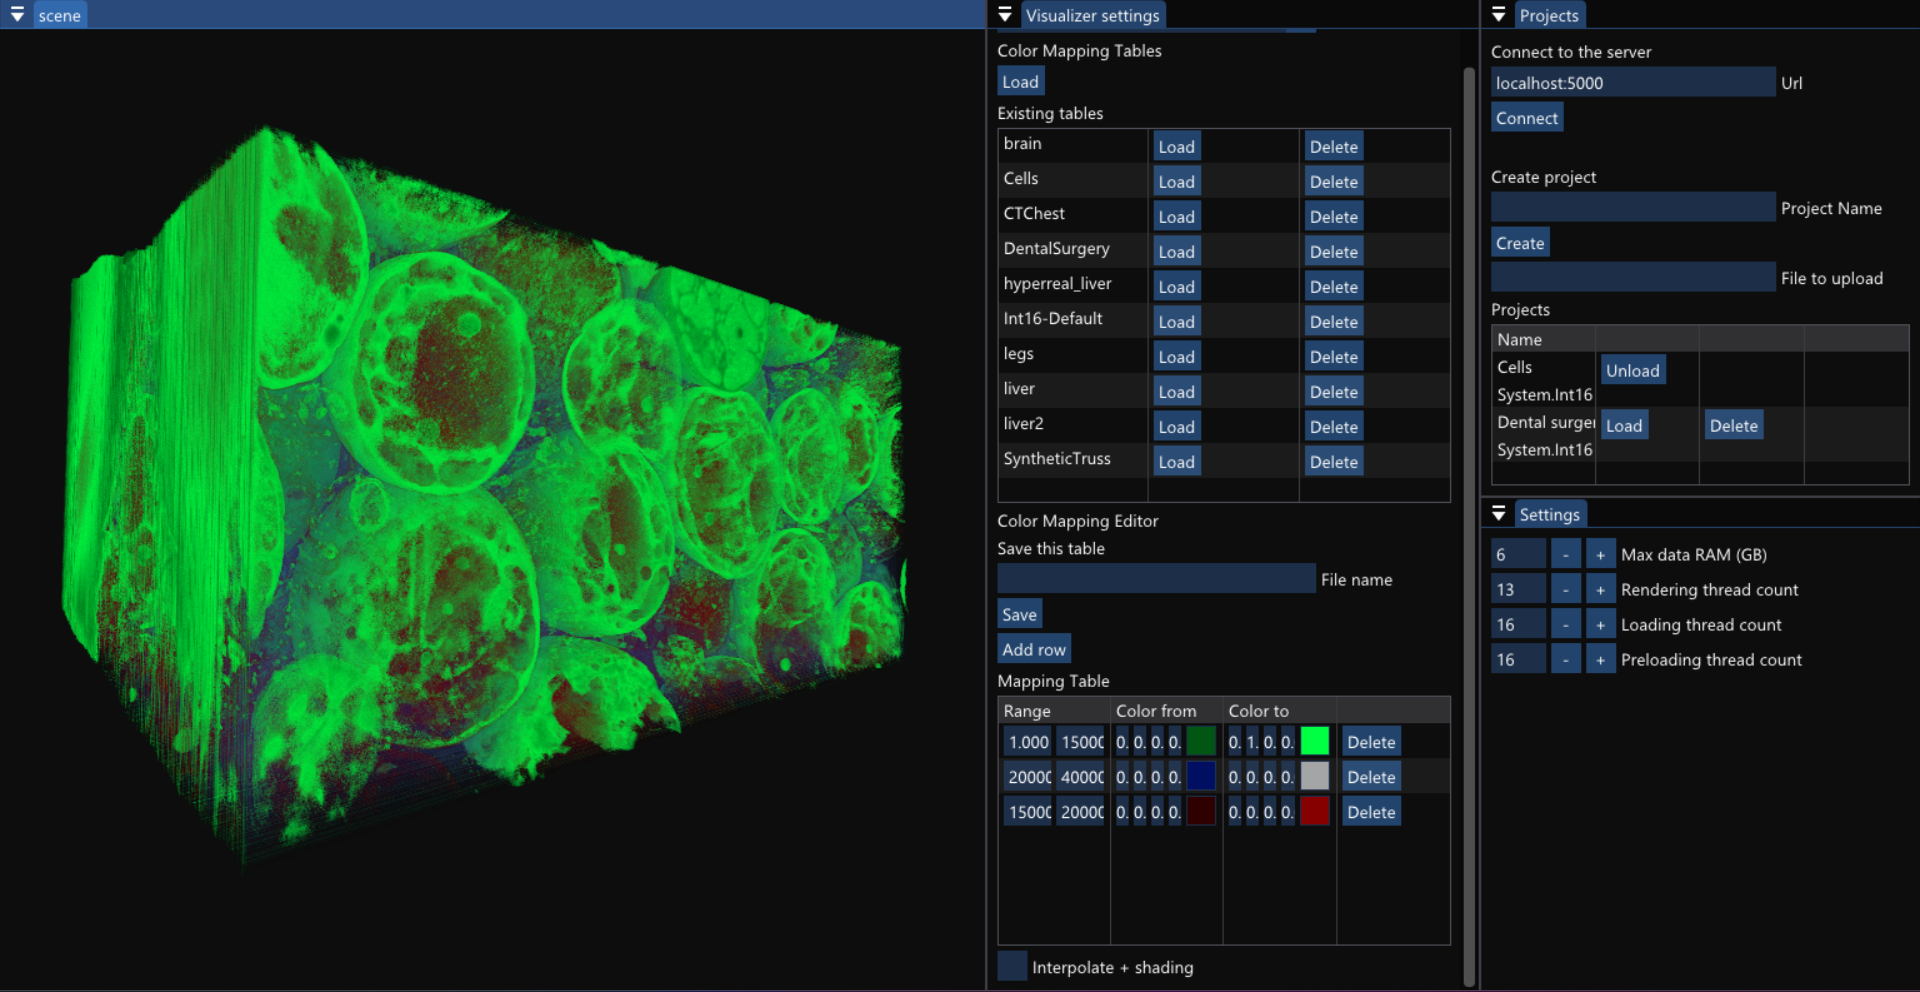 scene
Visualizer settings
Color Mapping Tables
Load
Existing tables
brain Load Delete
Cells Load Delete
CTChest Load Delete
DentalSurgery Load Delete
hyperreal_liver Load Delete
Int16-Default Load Delete
legs Load Delete
liver Load Delete
liver2 Load Delete
SyntheticTruss Load Delete
Color Mapping Editor
Save this table
File name
Save
Add row
Mapping Table
Range Color from Color to
1.000 15000 0. 0. 0. 0. 0. 1. 0. 0. Delete
20000 40000 0. 0. 0. 0. 0. 0. 0. 0. Delete
15000 20000 0. 0. 0. 0. 0. 0. 0. 0. Delete
Interpolate + shading
Projects
Connect to the server
localhost:5000 Url
Connect
Create project
Project Name
Create
File to upload
Projects
Name
Cells Unload
System.Int16
Dental surger Load Delete
System.Int16
Settings
6 - + Max data RAM (GB)
13 - + Rendering thread count
16 - + Loading thread count
16 - + Preloading thread count